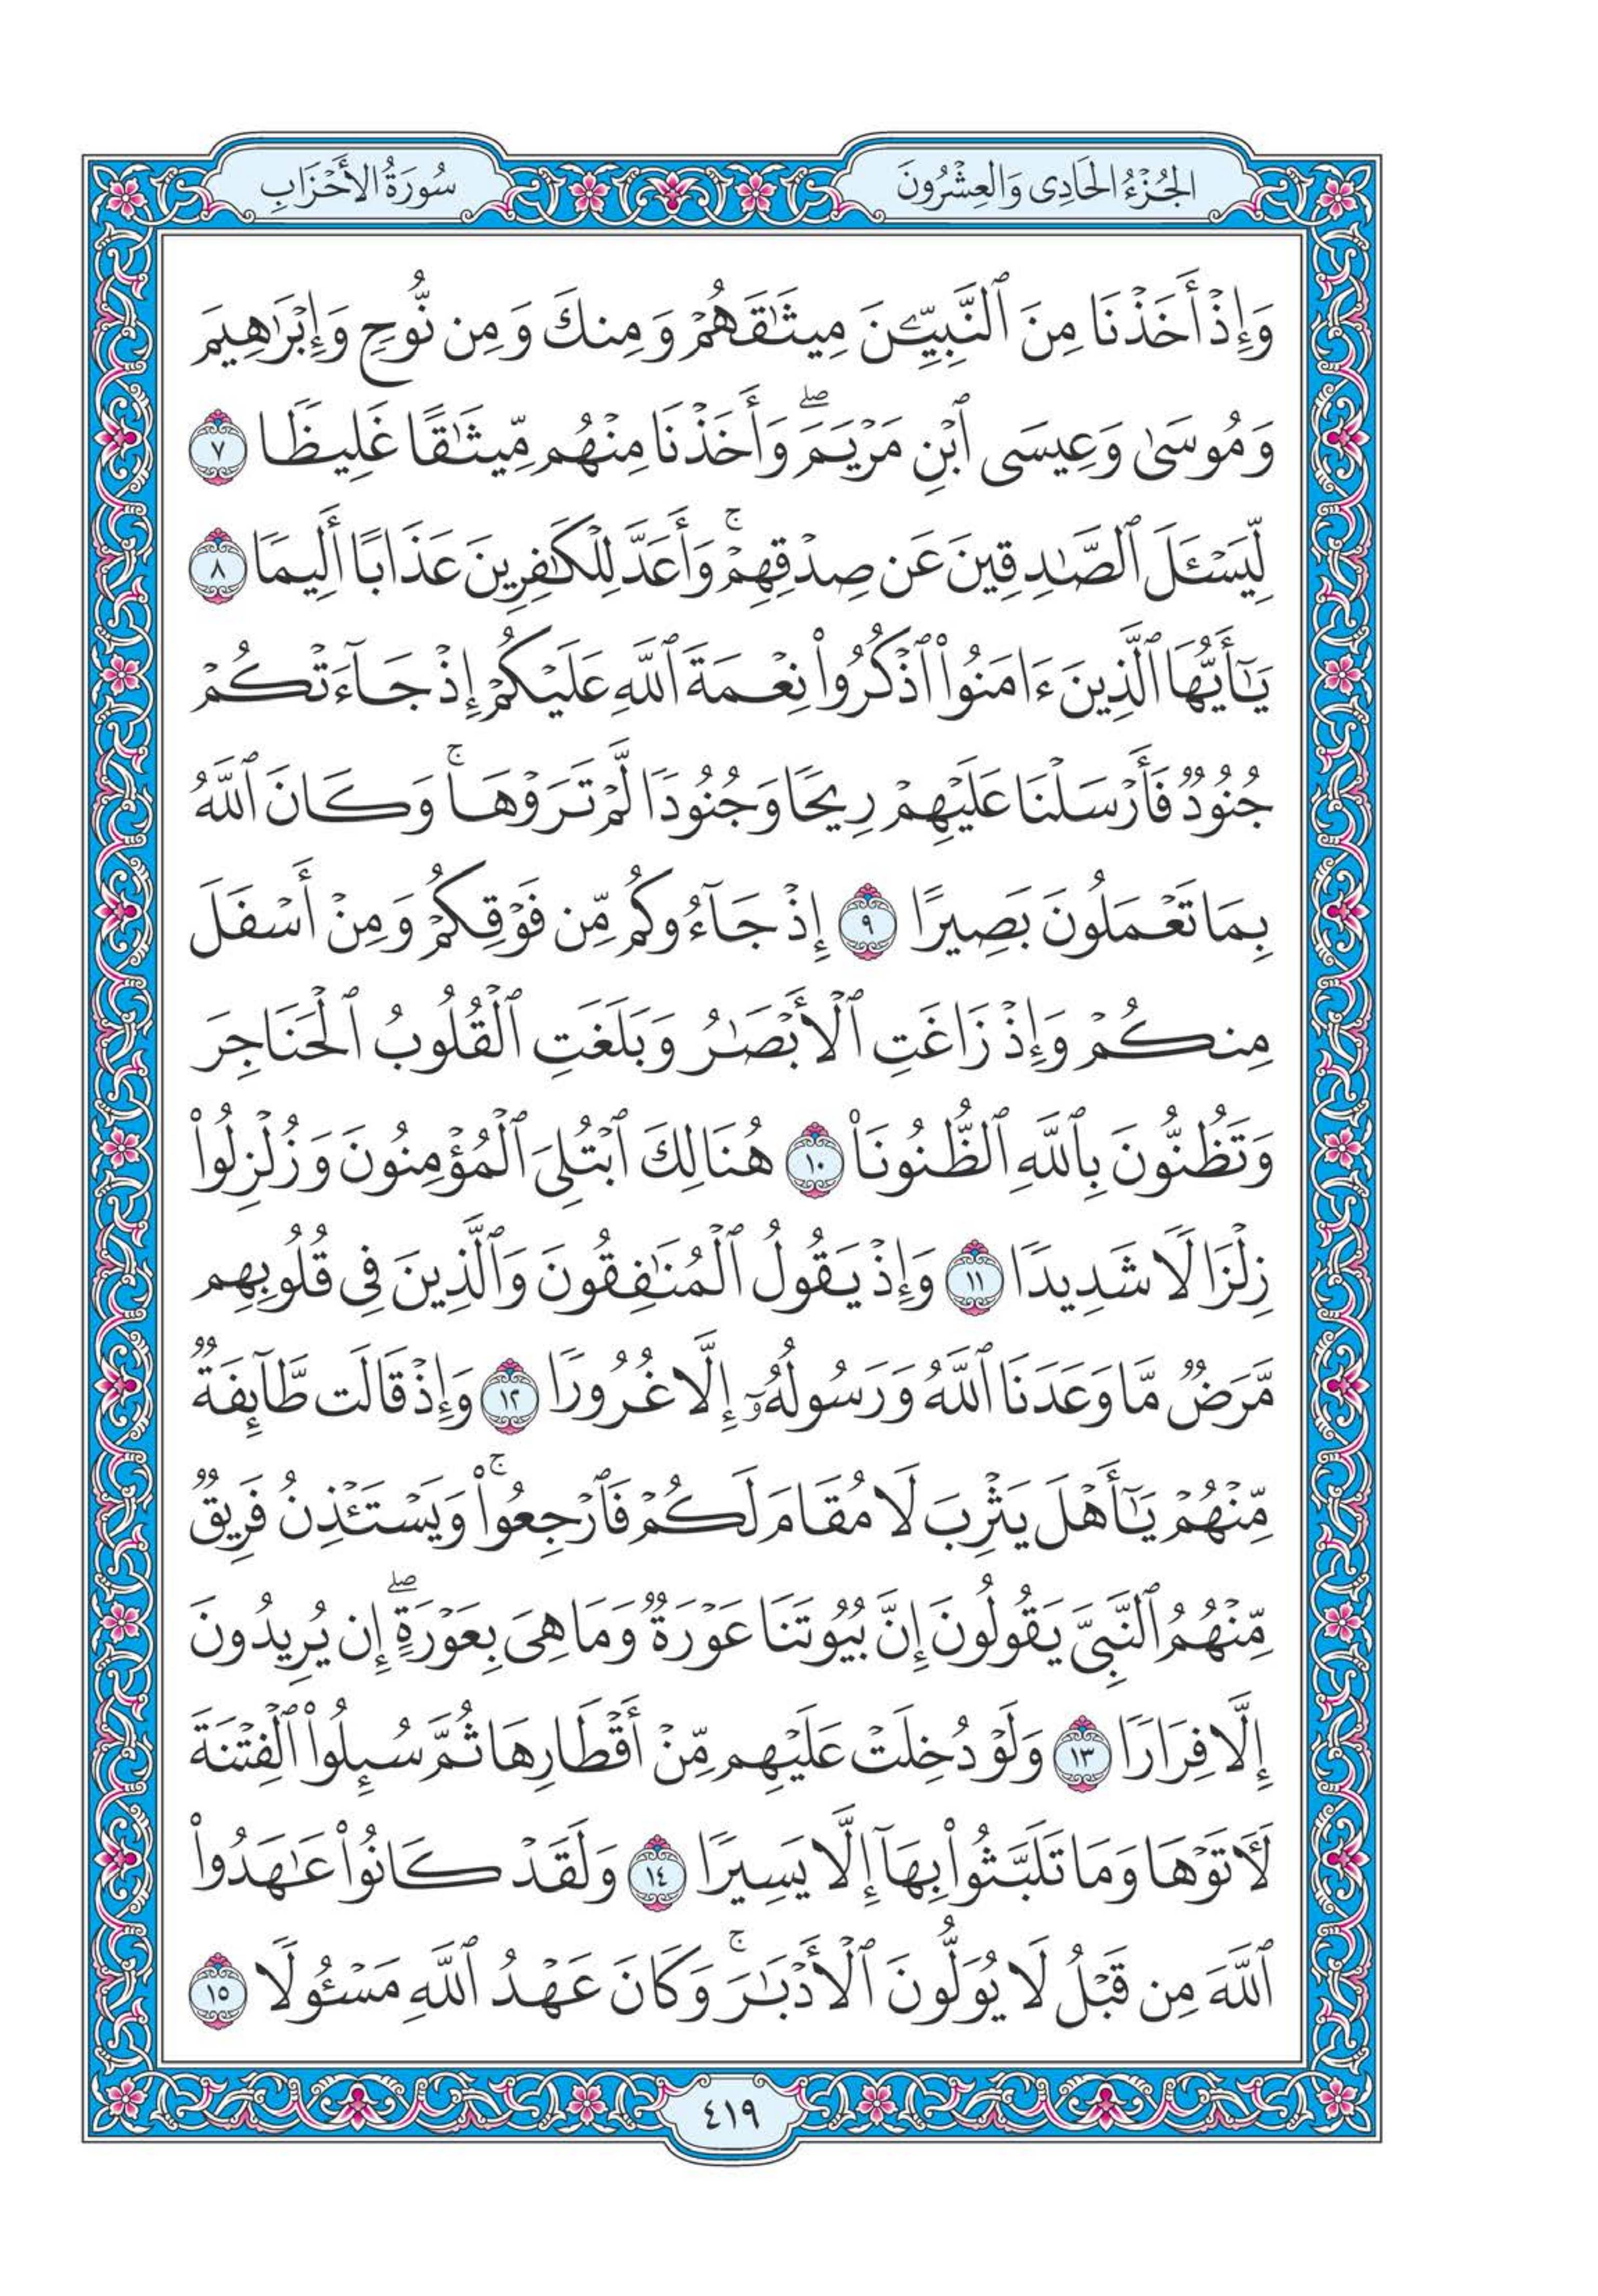 الجُزْءُ الحَادِي وَالعِشْرُونَ
سُورَةُ الأَحْزَابِ
وَإِذْ أَخَذْنَا مِنَ ٱلنَّبِيِّـۧنَ مِيثَٰقَهُمْ وَمِنكَ وَمِن نُّوحٍ وَإِبْرَٰهِيمَ
وَمُوسَىٰ وَعِيسَى ٱبْنِ مَرْيَمَۖ وَأَخَذْنَا مِنْهُم مِّيثَٰقًا غَلِيظًا ٧
لِّيَسْـَٔلَ ٱلصَّٰدِقِينَ عَن صِدْقِهِمْۚ وَأَعَدَّ لِلْكَٰفِرِينَ عَذَابًا أَلِيمًا ٨
يَٰٓأَيُّهَا ٱلَّذِينَ ءَامَنُوا۟ ٱذْكُرُوا۟ نِعْمَةَ ٱللَّهِ عَلَيْكُمْ إِذْ جَآءَتْكُمْ
جُنُودٌ فَأَرْسَلْنَا عَلَيْهِمْ رِيحًا وَجُنُودًا لَّمْ تَرَوْهَاۚ وَكَانَ ٱللَّهُ
بِمَا تَعْمَلُونَ بَصِيرًا ٩ إِذْ جَآءُوكُم مِّن فَوْقِكُمْ وَمِنْ أَسْفَلَ
مِنكُمْ وَإِذْ زَاغَتِ ٱلْأَبْصَٰرُ وَبَلَغَتِ ٱلْقُلُوبُ ٱلْحَنَاجِرَ
وَتَظُنُّونَ بِٱللَّهِ ٱلظُّنُونَا۠ ١٠ هُنَالِكَ ٱبْتُلِيَ ٱلْمُؤْمِنُونَ وَزُلْزِلُوا۟
زِلْزَالًا شَدِيدًا ١١ وَإِذْ يَقُولُ ٱلْمُنَٰفِقُونَ وَٱلَّذِينَ فِي قُلُوبِهِم
مَّرَضٌ مَّا وَعَدَنَا ٱللَّهُ وَرَسُولُهُۥٓ إِلَّا غُرُورًا ١٢ وَإِذْ قَالَت طَّآئِفَةٌ
مِّنْهُمْ يَٰٓأَهْلَ يَثْرِبَ لَا مُقَامَ لَكُمْ فَٱرْجِعُوا۟ۚ وَيَسْتَـْٔذِنُ فَرِيقٌ
مِّنْهُمُ ٱلنَّبِيَّ يَقُولُونَ إِنَّ بُيُوتَنَا عَوْرَةٌ وَمَا هِيَ بِعَوْرَةٍۖ إِن يُرِيدُونَ
إِلَّا فِرَارًا ١٣ وَلَوْ دُخِلَتْ عَلَيْهِم مِّنْ أَقْطَارِهَا ثُمَّ سُئِلُوا۟ ٱلْفِتْنَةَ
لَـَٔاتَوْهَا وَمَا تَلَبَّثُوا۟ بِهَآ إِلَّا يَسِيرًا ١٤ وَلَقَدْ كَانُوا۟ عَٰهَدُوا۟
ٱللَّهَ مِن قَبْلُ لَا يُوَلُّونَ ٱلْأَدْبَٰرَۚ وَكَانَ عَهْدُ ٱللَّهِ مَسْـُٔولًا ١٥
٤١٩